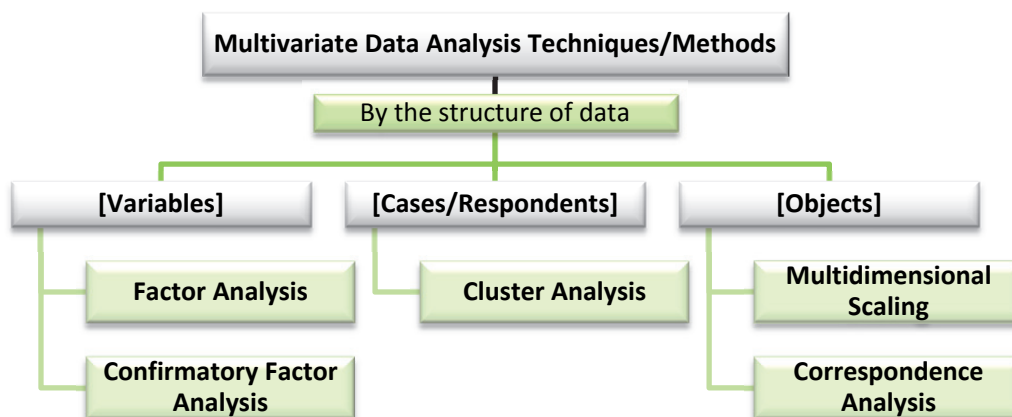 Multivariate Data Analysis Techniques/Methods
By the structure of data
[Variables]
[Cases/Respondents]
[Objects]
Factor Analysis
Cluster Analysis
Multidimensional
Scaling
Confirmatory Factor
Analysis
Correspondence
Analysis